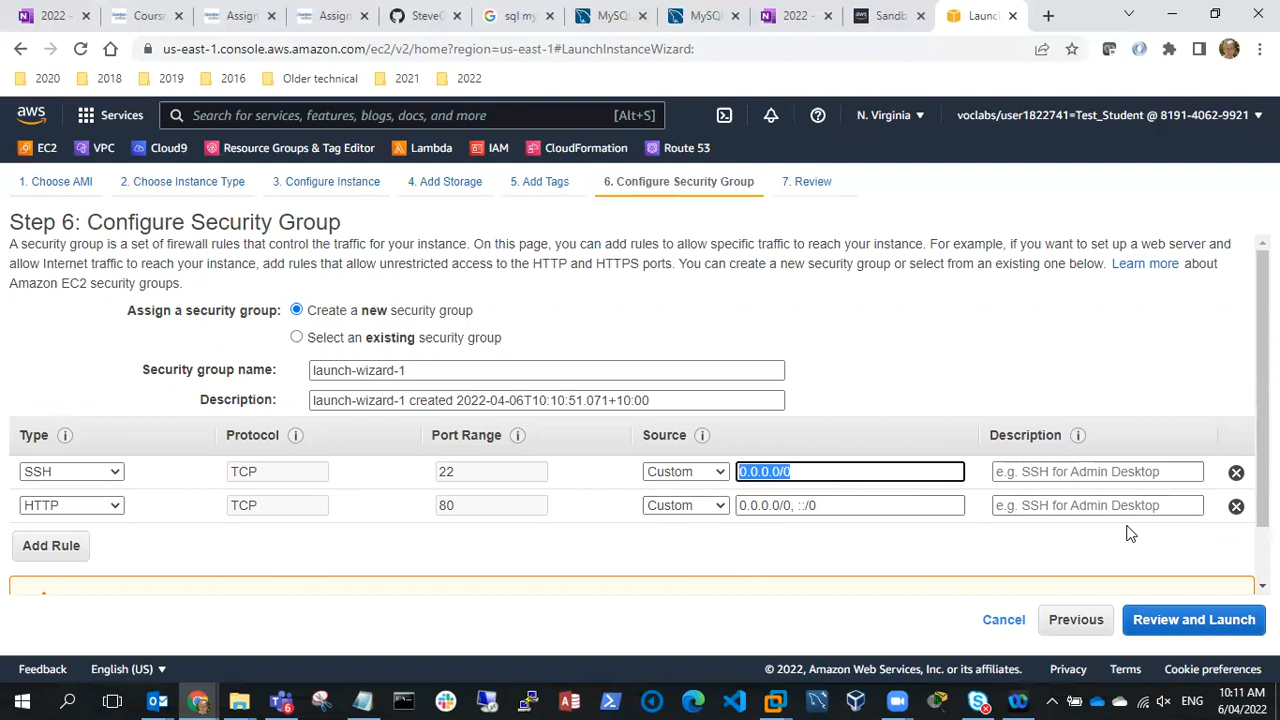 2022 -
Cours
Assign
Assign
SteveG
sql my
MySQ
MySQ
2022 -
Sandb
Launc
us-east-1.console.aws.amazon.com/ec2/v2/home?region=us-east-1#LaunchInstanceWizard:
2020
2018
2019
2016
Older technical
2021
2022
aws
Services
Search for services, features, blogs, docs, and more
[Alt+S]
N. Virginia
voclabs/user1822741=Test_Student @ 8191-4062-9921
EC2
VPC
Cloud9
Resource Groups & Tag Editor
Lambda
IAM
CloudFormation
Route 53
1. Choose AMI
2. Choose Instance Type
3. Configure Instance
4. Add Storage
5. Add Tags
6. Configure Security Group
7. Review
Step 6: Configure Security Group
A security group is a set of firewall rules that control the traffic for your instance. On this page, you can add rules to allow specific traffic to reach your instance. For example, if you want to set up a web server and
allow Internet traffic to reach your instance, add rules that allow unrestricted access to the HTTP and HTTPS ports. You can create a new security group or select from an existing one below. Learn more about
Amazon EC2 security groups.
Assign a security group:
Create a new security group
Select an existing security group
Security group name:
launch-wizard-1
Description:
launch-wizard-1 created 2022-04-06T10:10:51.071+10:00
Type
Protocol
Port Range
Source
Description
SSH
TCP
22
Custom
0.0.0.0/0
e.g. SSH for Admin Desktop
HTTP
TCP
80
Custom
0.0.0.0/0, ::/0
e.g. SSH for Admin Desktop
Add Rule
Cancel
Previous
Review and Launch
Feedback
English (US)
© 2022, Amazon Web Services, Inc. or its affiliates.
Privacy
Terms
Cookie preferences
ENG
10:11 AM
6/04/2022